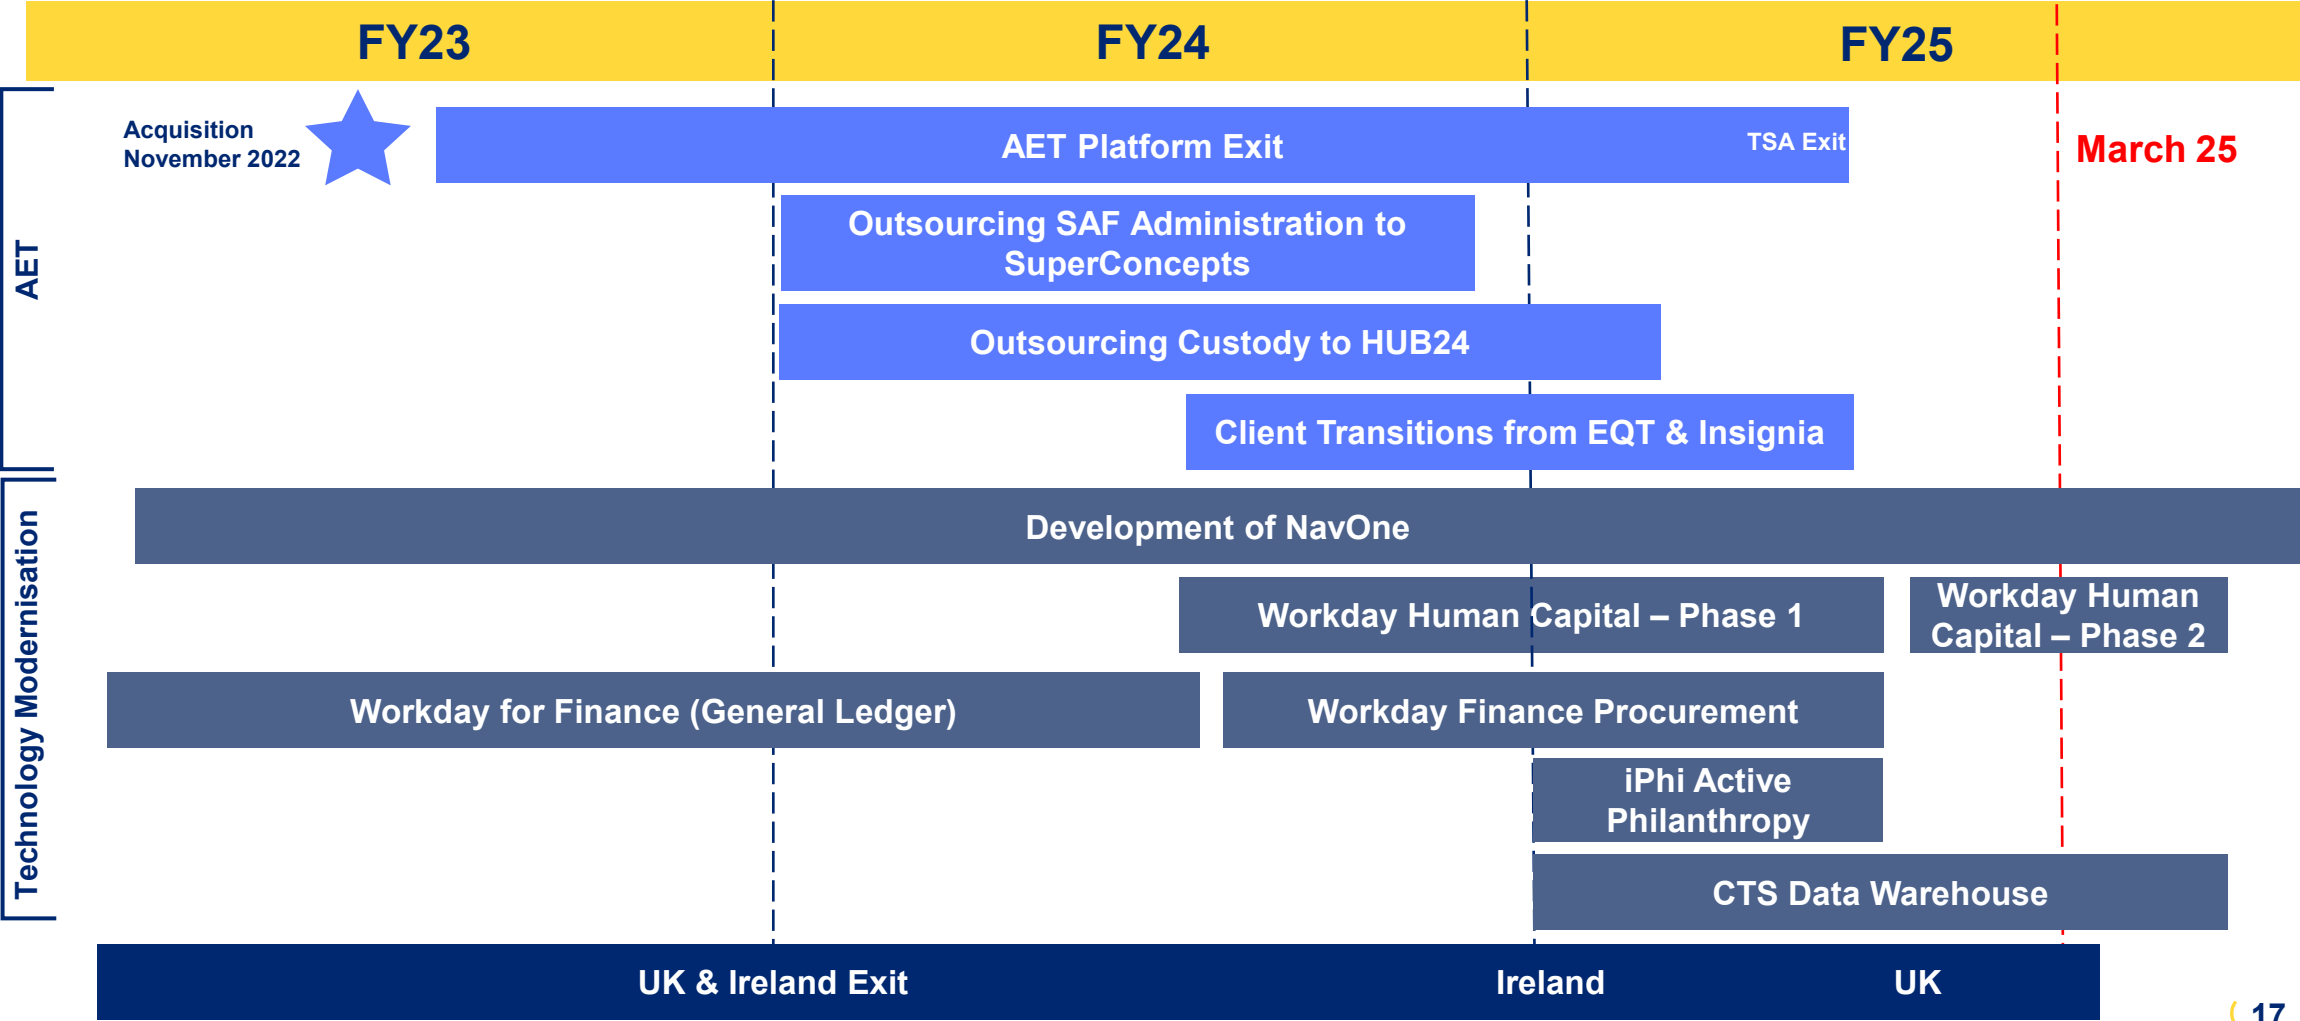 FY23
FY24
FY25
AET
Acquisition
November 2022
AET Platform Exit
TSA Exit
March 25
Outsourcing SAF Administration to
SuperConcepts
Outsourcing Custody to HUB24
Client Transitions from EQT & Insignia
Technology Modernisation
Development of NavOne
Workday Human Capital – Phase 1
Workday Human
Capital – Phase 2
Workday for Finance (General Ledger)
Workday Finance Procurement
iPhi Active
Philanthropy
CTS Data Warehouse
UK & Ireland Exit
Ireland
UK
17